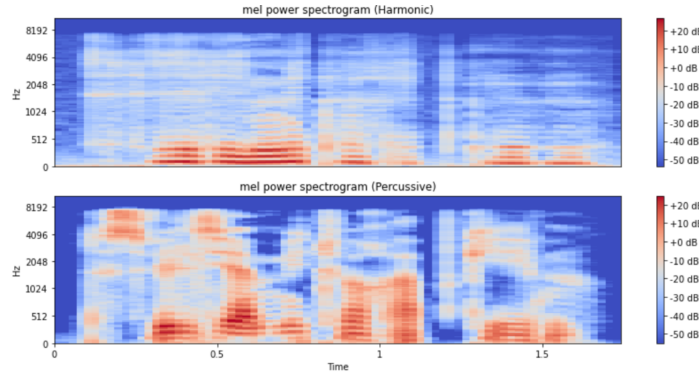 mel power spectrogram (Harmonic)
8192
4096
2048
1024
512
0
Hz
Time
+20 dB
+10 dB
+0 dB
-10 dB
-20 dB
-30 dB
-40 dB
-50 dB
mel power spectrogram (Percussive)
8192
4096
2048
1024
512
0
Hz
0
0.5
1
1.5
Time
+20 dB
+10 dB
+0 dB
-10 dB
-20 dB
-30 dB
-40 dB
-50 dB